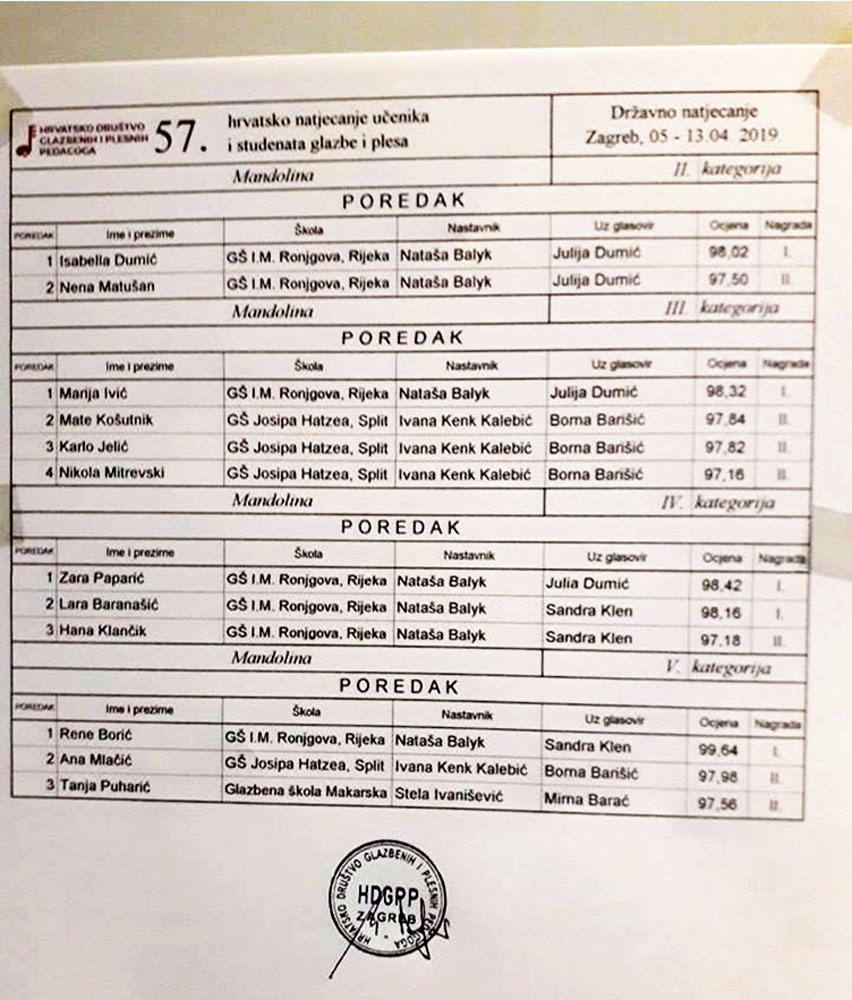 HRVATSKO DRUŠTVO
GLAZBENIH I PLESNIH
PEDAGOGA
57. hrvatsko natjecanje učenika
i studenata glazbe i plesa
Državno natjecanje
Zagreb, 05 - 13.04 2019.
Mandolina II. kategorija
POREDAK
POREDAK Ime i prezime Škola Nastavnik Uz glasovir Ocjena Nagrada
1 Isabella Dumić GŠ I.M. Ronjgova, Rijeka Nataša Balyk Julija Dumić 98,02 I.
2 Nena Matušan GŠ I.M. Ronjgova, Rijeka Nataša Balyk Julija Dumić 97,50 II.
Mandolina III. kategorija
POREDAK
POREDAK Ime i prezime Škola Nastavnik Uz glasovir Ocjena Nagrada
1 Marija Ivić GŠ I.M. Ronjgova, Rijeka Nataša Balyk Julija Dumić 98,32 I.
2 Mate Košutnik GŠ Josipa Hatzea, Split Ivana Kenk Kalebić Borna Barišić 97,84 II.
3 Karlo Jelić GŠ Josipa Hatzea, Split Ivana Kenk Kalebić Borna Barišić 97,82 II.
4 Nikola Mitrevski GŠ Josipa Hatzea, Split Ivana Kenk Kalebić Borna Barišić 97,16 II.
Mandolina IV. kategorija
POREDAK
POREDAK Ime i prezime Škola Nastavnik Uz glasovir Ocjena Nagrada
1 Zara Paparić GŠ I.M. Ronjgova, Rijeka Nataša Balyk Julia Dumić 98,42 I.
2 Lara Baranašić GŠ I.M. Ronjgova, Rijeka Nataša Balyk Sandra Klen 98,16 I.
3 Hana Klančik GŠ I.M. Ronjgova, Rijeka Nataša Balyk Sandra Klen 97,18 II.
Mandolina V. kategorija
POREDAK
POREDAK Ime i prezime Škola Nastavnik Uz glasovir Ocjena Nagrada
1 Rene Borić GŠ I.M. Ronjgova, Rijeka Nataša Balyk Sandra Klen 99,64 I.
2 Ana Mlačić GŠ Josipa Hatzea, Split Ivana Kenk Kalebić Borna Barišić 97,98 II.
3 Tanja Puharić Glazbena škola Makarska Stela Ivanišević Mirna Barać 97,56 II.
HRVATSKO DRUŠTVO GLAZBENIH I PLESNIH PEDAGOGA
HDGPP
ZAGREB